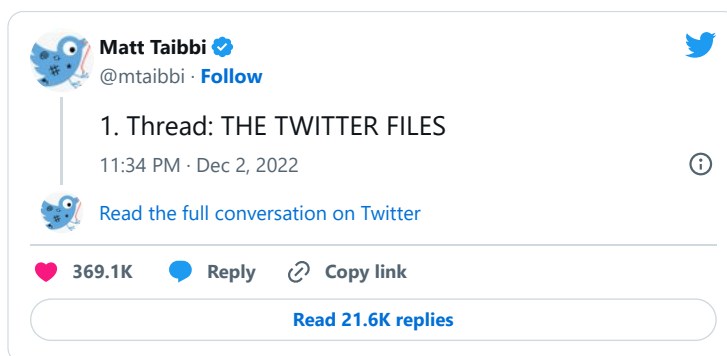 Matt Taibbi
@mtaibbi · Follow
1. Thread: THE TWITTER FILES
11:34 PM · Dec 2, 2022
Read the full conversation on Twitter
369.1K Reply Copy link
Read 21.6K replies